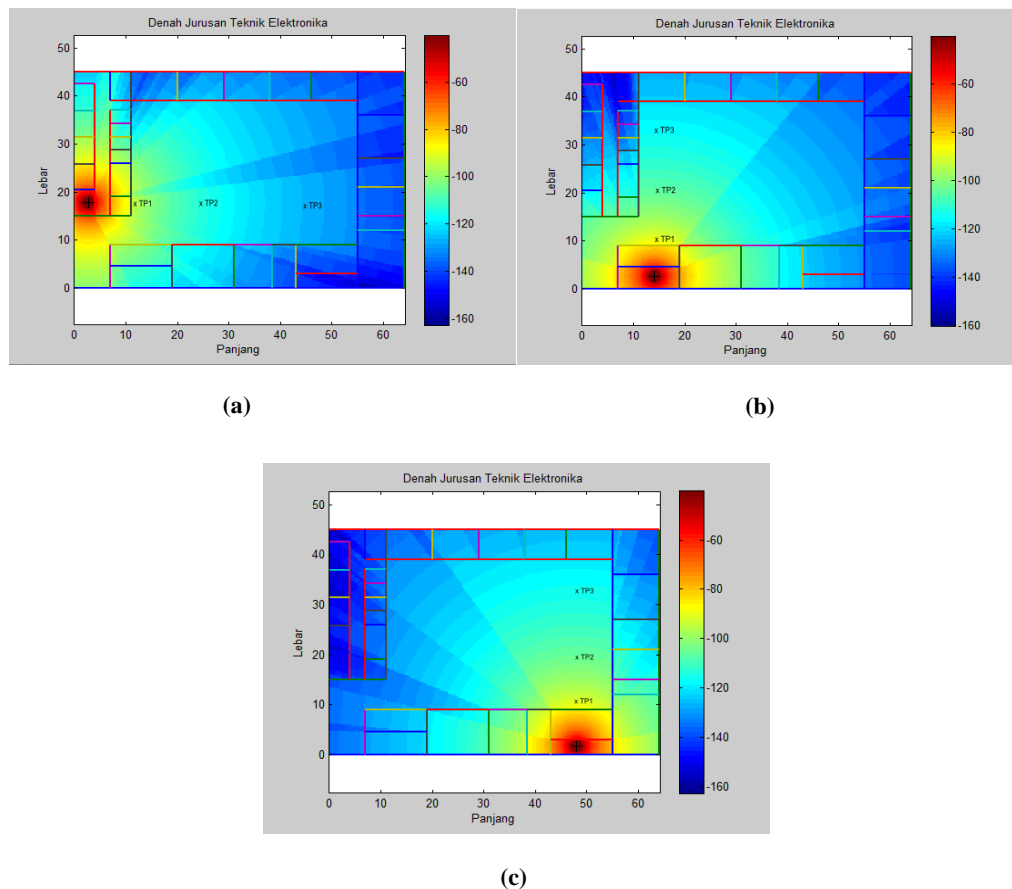 Denah Jurusan Teknik Elektronika
50
40
30
20
10
0
Lebar
0 10 20 30 40 50 60
Panjang
x TP1 x TP2 x TP3
-60
-80
-100
-120
-140
-160
(a)
Denah Jurusan Teknik Elektronika
50
40
30
20
10
0
Lebar
0 10 20 30 40 50 60
Panjang
x TP3
x TP2
x TP1
-60
-80
-100
-120
-140
-160
(b)
Denah Jurusan Teknik Elektronika
50
40
30
20
10
0
Lebar
0 10 20 30 40 50 60
Panjang
x TP3
x TP2
x TP1
-60
-80
-100
-120
-140
-160
(c)